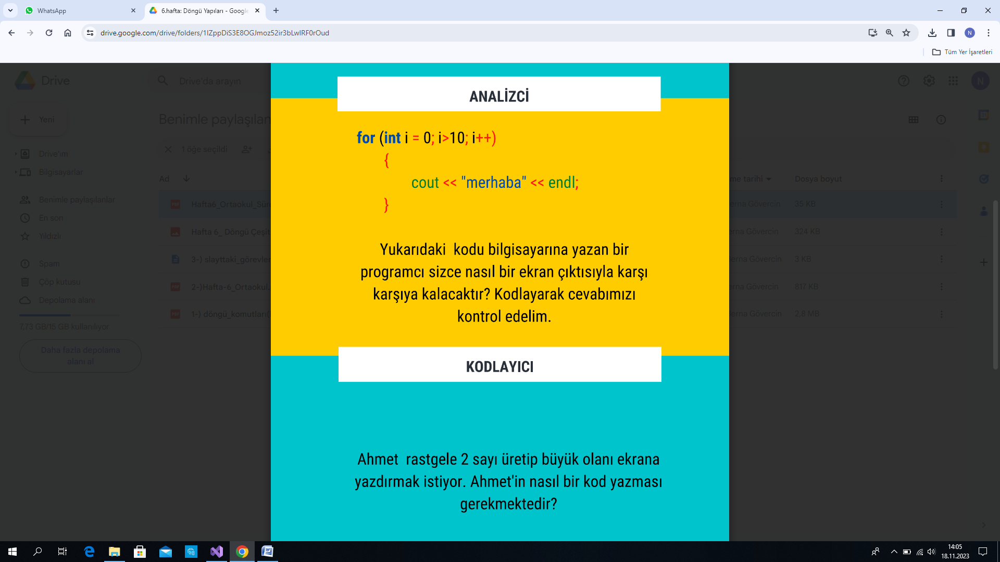 WhatsApp
6.hafta: Döngü Yapıları - Google
drive.google.com/drive/folders/1IZppDiS3E8OGJmoz52ir3bLwIRF0rOud
N
Tüm Yer İşaretleri
Drive
Drive'da arayın
N
Yeni
Benimle paylaşılan
1 öğe seçildi
Drive'ım
Bilgisayarlar
Benimle paylaşılanlar
En son
Yıldızlı
Spam
Çöp kutusu
Depolama alanı
7,73 GB/15 GB kullanılıyor
Daha fazla depolama
alanı al
Ad
me tarihi
Dosya boyut
Hafta6_Ortaokul_Sür
erna Gövercin
35 KB
Hafta 6_ Döngü Çeşit
erna Gövercin
324 KB
3-) slayttaki_görevler
erna Gövercin
3 KB
2-)Hafta-6_Ortaokul.
erna Gövercin
817 KB
1-) döngü_komutları(
erna Gövercin
2,8 MB
ANALİZCİ
for (int i = 0; i>10; i++)
{
cout << "merhaba" << endl;
}
Yukarıdaki kodu bilgisayarına yazan bir
programcı sizce nasıl bir ekran çıktısıyla karşı
karşıya kalacaktır? Kodlayarak cevabımızı
kontrol edelim.
KODLAYICI
Ahmet rastgele 2 sayı üretip büyük olanı ekrana
yazdırmak istiyor. Ahmet'in nasıl bir kod yazması
gerekmektedir?
14:05
18.11.2023